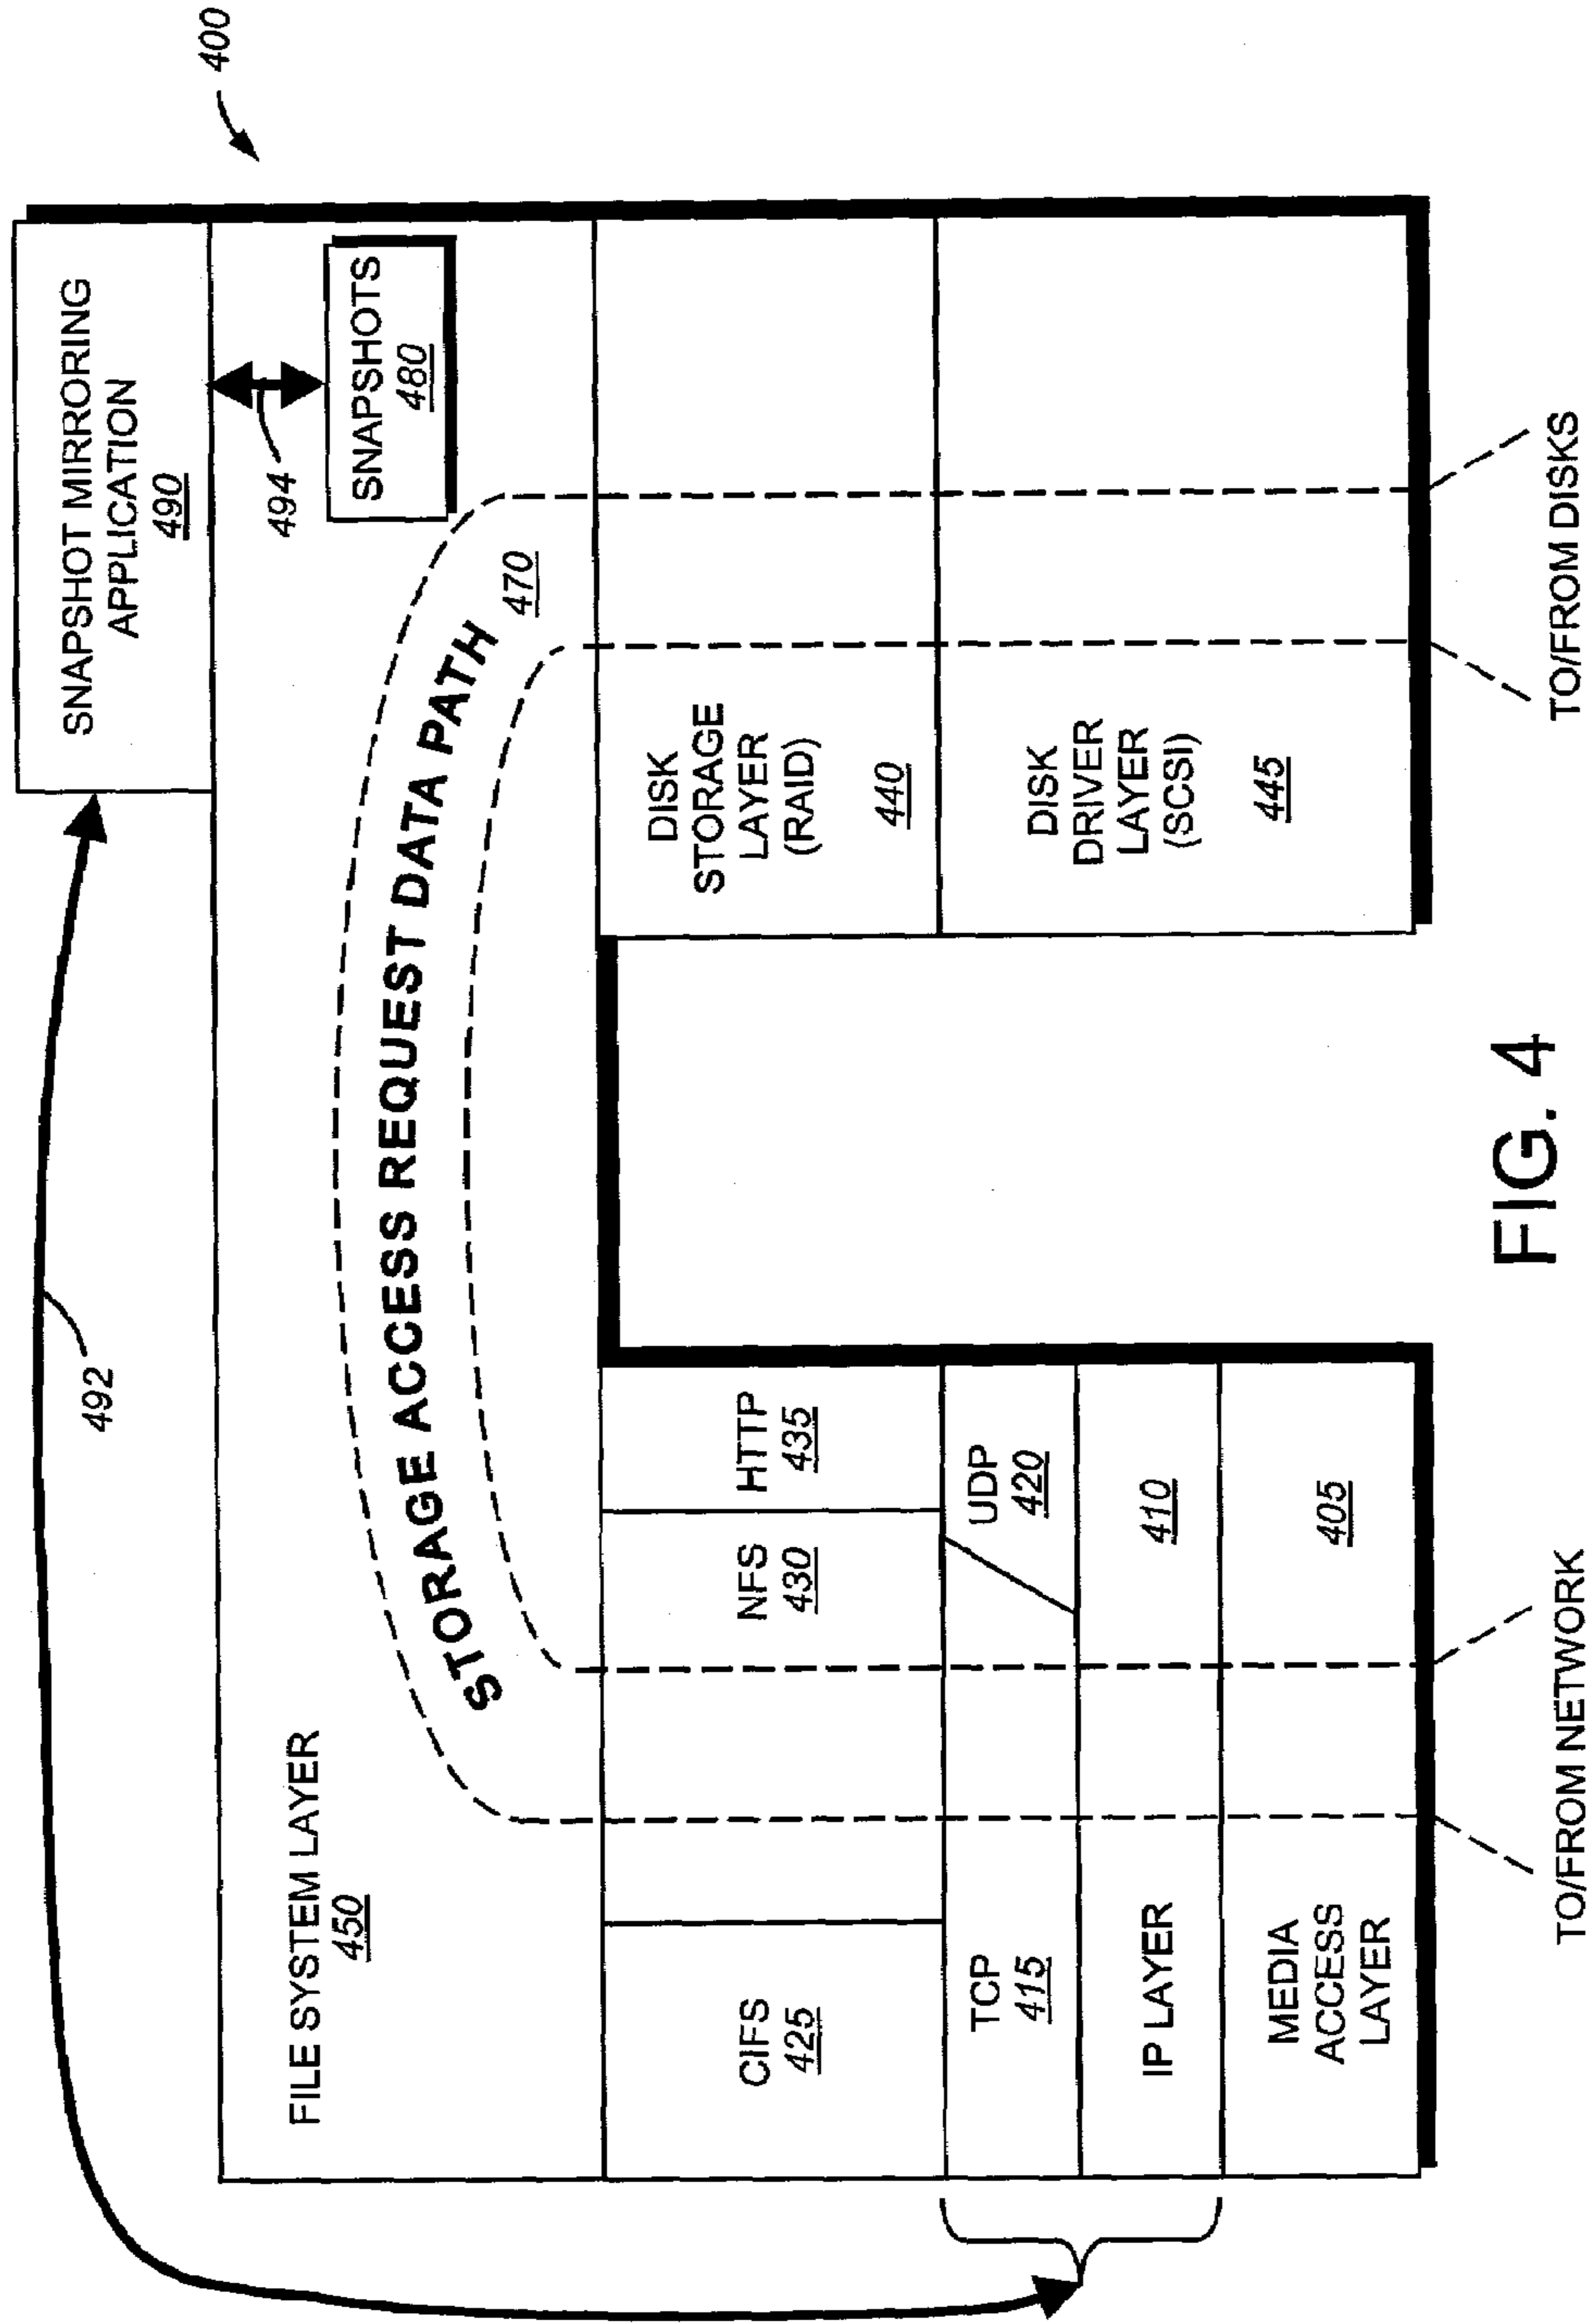 400
492
SNAPSHOT MIRRORING
APPLICATION
490
494
FILE SYSTEM LAYER
450
SNAPSHOTS
480
STORAGE ACCESS REQUEST DATA PATH
470
CIFS
425
NFS
430
HTTP
435
DISK
STORAGE
LAYER
(RAID)
440
TCP
415
UDP
420
IP LAYER
410
MEDIA
ACCESS
LAYER
405
DISK
DRIVER
LAYER
(SCSI)
445
TO/FROM NETWORK
TO/FROM DISKS
FIG. 4